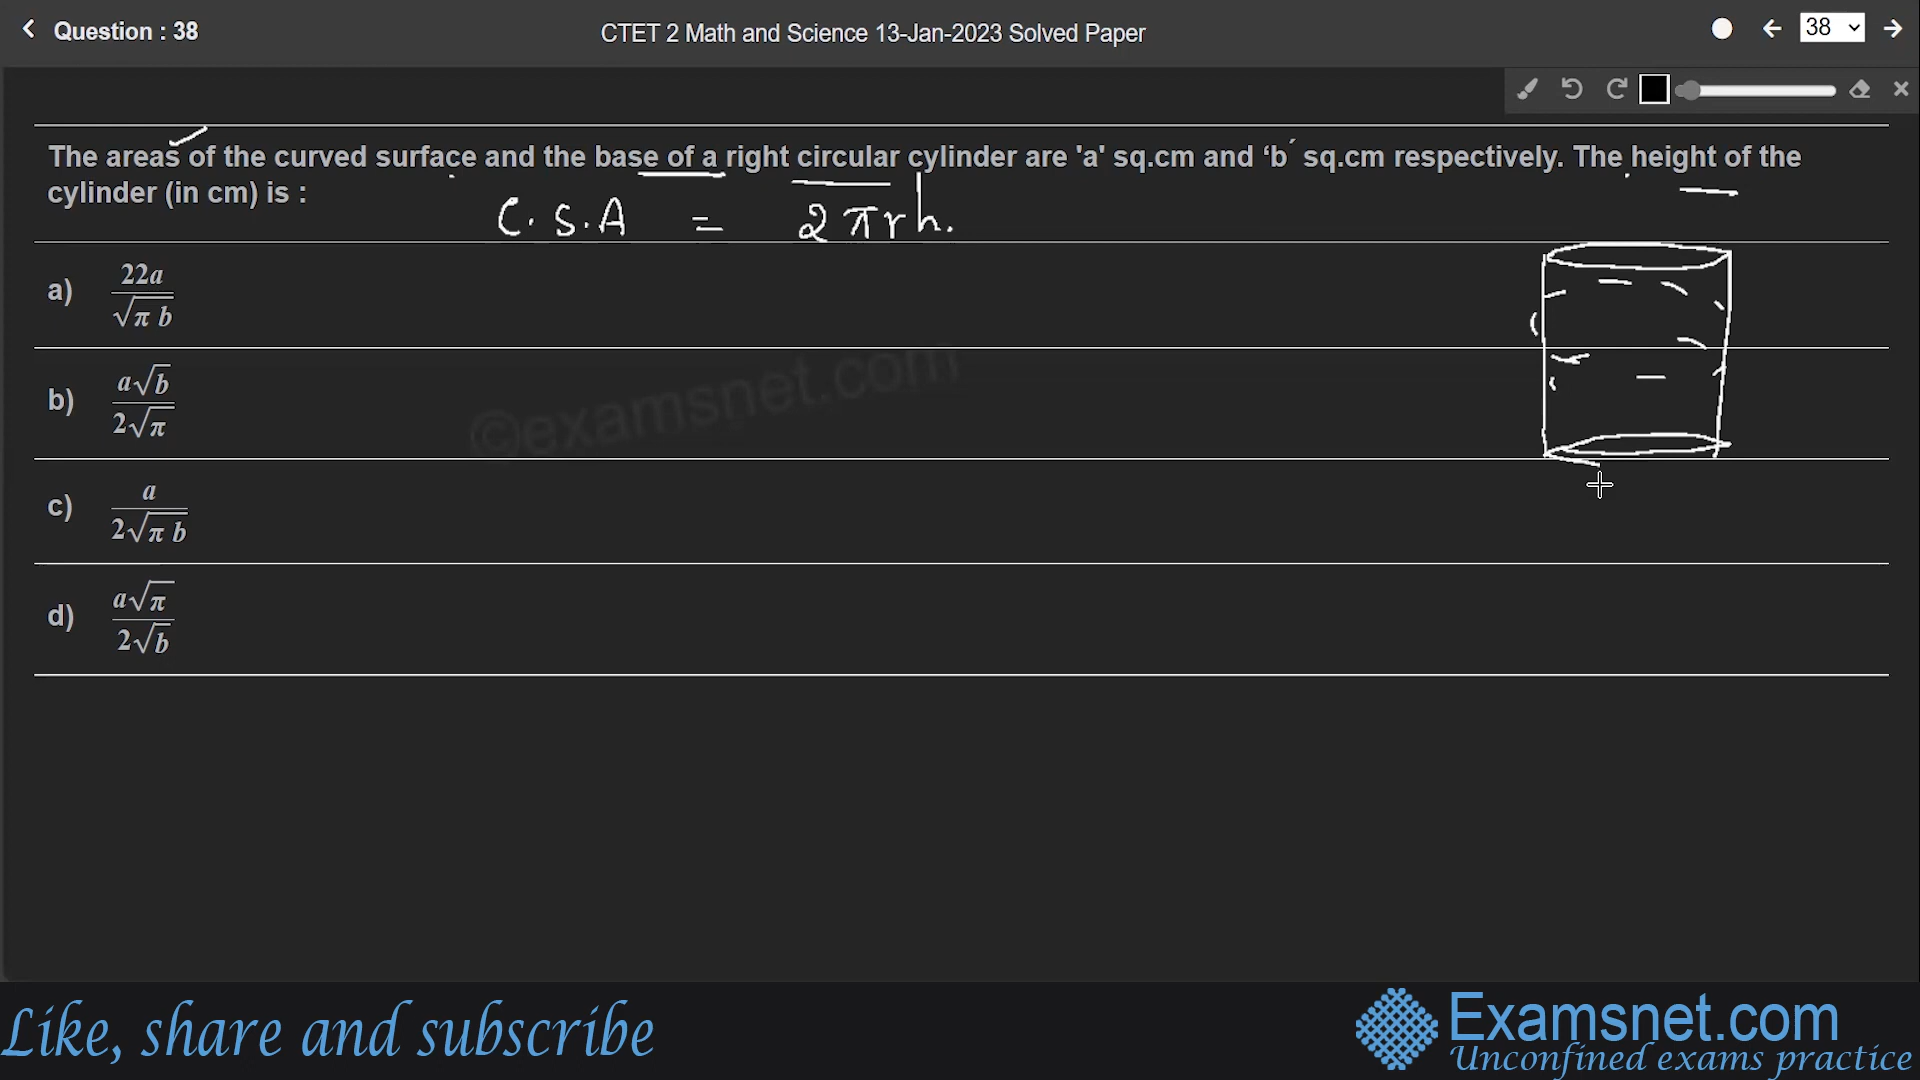 Question : 38
CTET 2 Math and Science 13-Jan-2023 Solved Paper
38
The areas of the curved surface and the base of a right circular cylinder are 'a' sq.cm and ‘b´ sq.cm respectively. The height of the
cylinder (in cm) is :
C.S.A = 2πrh.
a) 22a / √π b
b) a√b / 2√π
c) a / 2√π b
d) a√π / 2√b
©examsnet.com
Like, share and subscribe
Examsnet.com
Unconfined exams practice